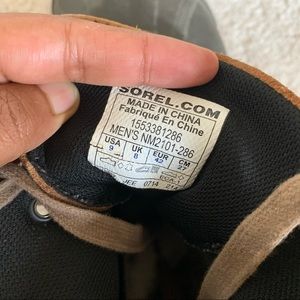 SOREL.COM
MADE IN CHINA
Fabriqué En Chine
1553381286
MEN'S NM2101-286
USA UK EUR CM
9 8 42 27
0714